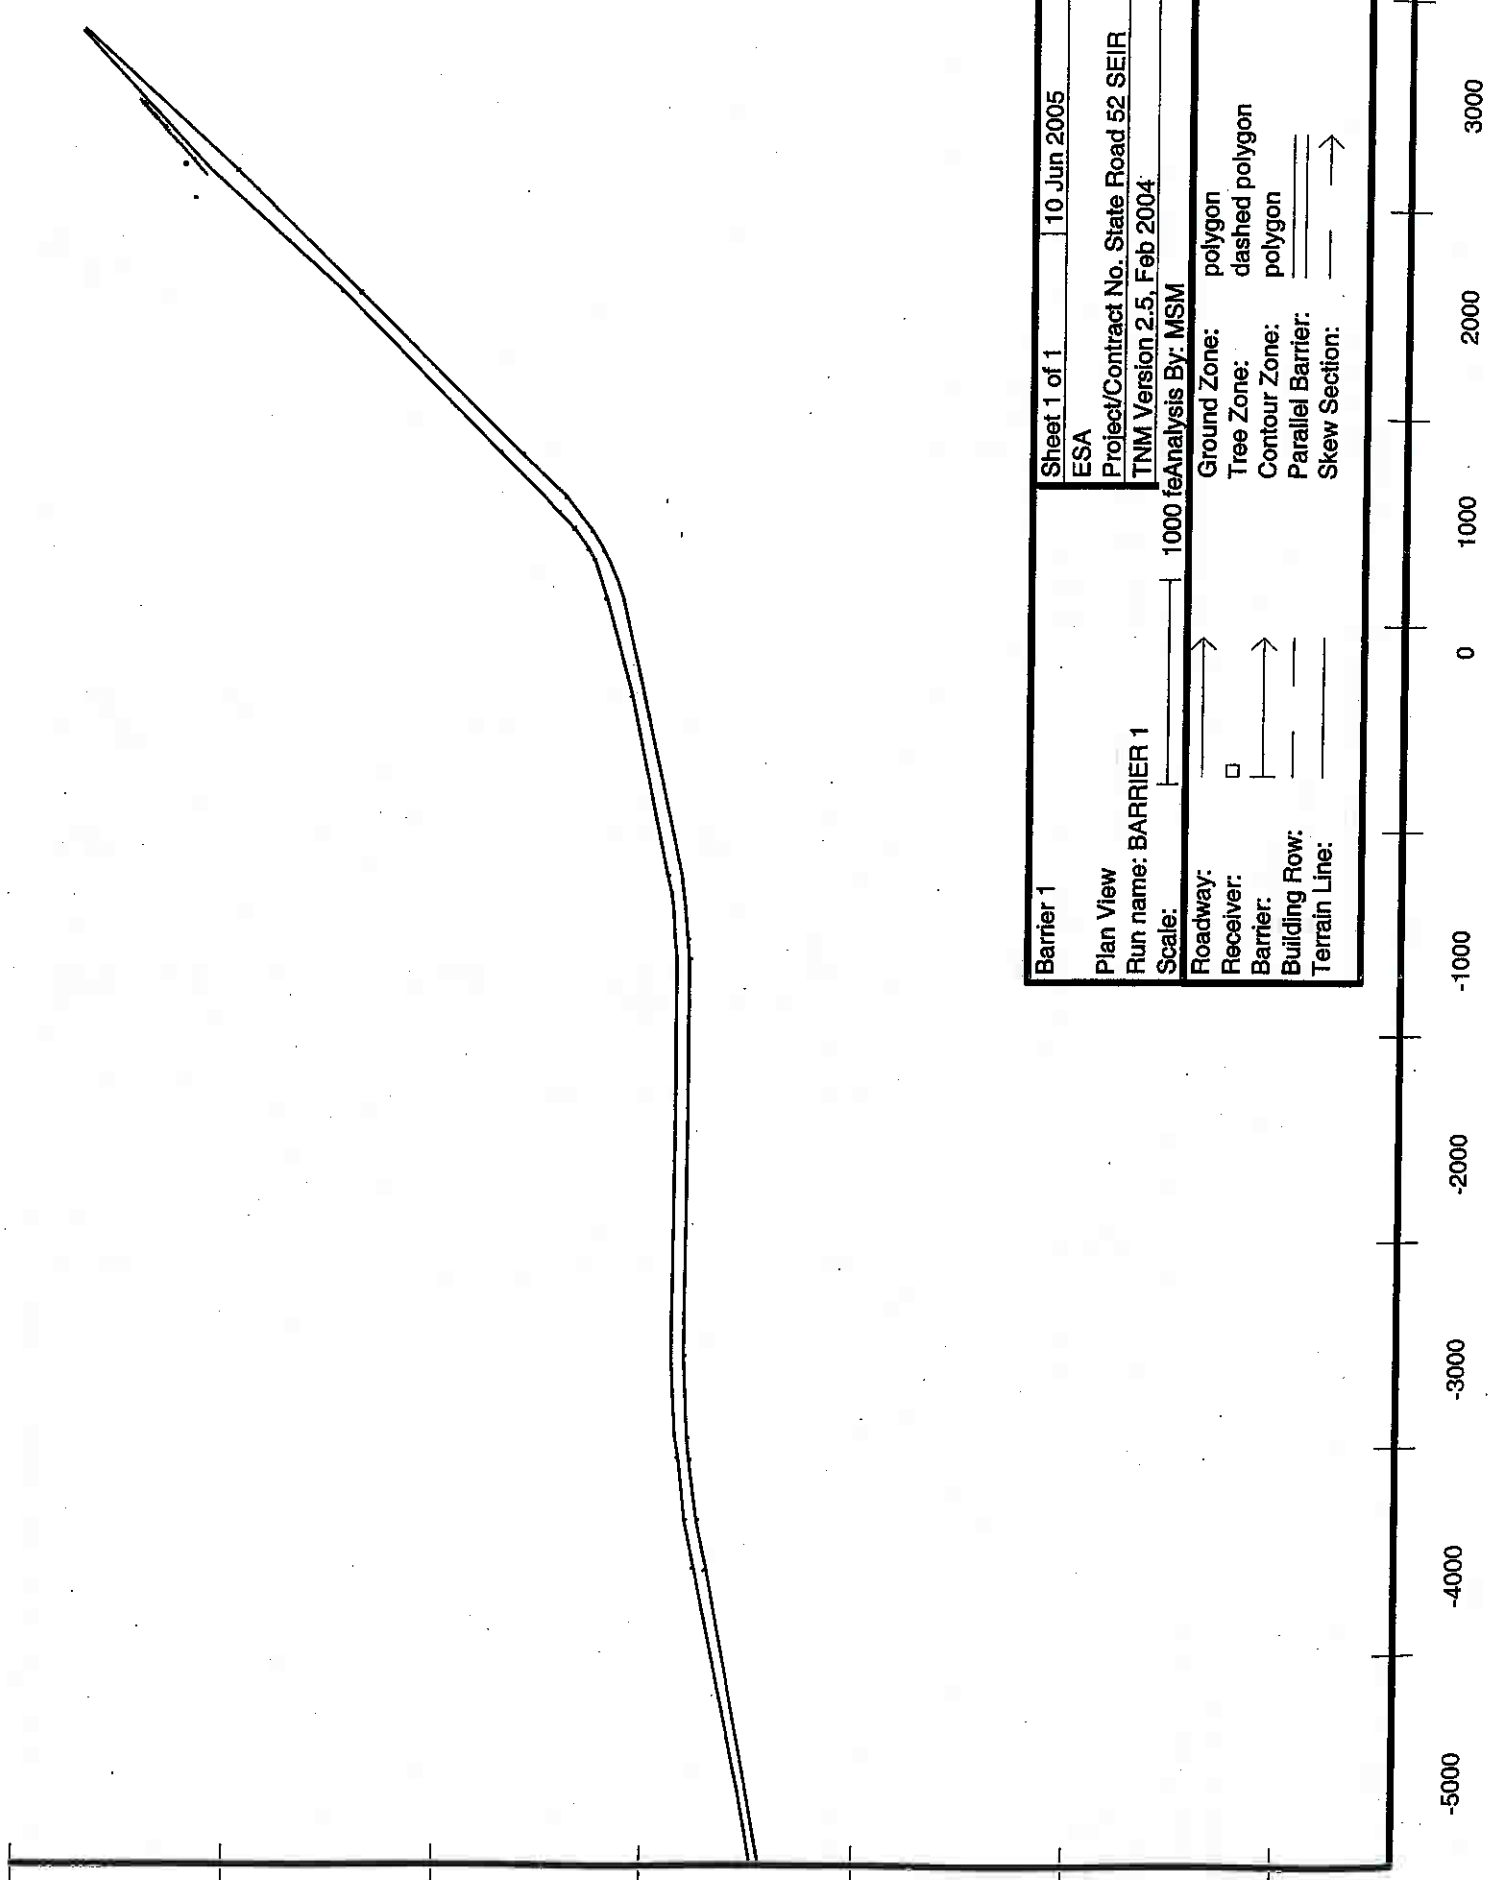 Barrier 1
Sheet 1 of 1
10 Jun 2005
ESA
Plan View
Project/Contract No. State Road 52 SEIR
Run name: BARRIER 1
TNM Version 2.5, Feb 2004
Scale:
1000 fe
Analysis By: MSM
Roadway:
Ground Zone:
polygon
Receiver:
Tree Zone:
dashed polygon
Barrier:
Contour Zone:
polygon
Building Row:
Parallel Barrier:
Terrain Line:
Skew Section:
-5000
-4000
-3000
-2000
-1000
0
1000
2000
3000